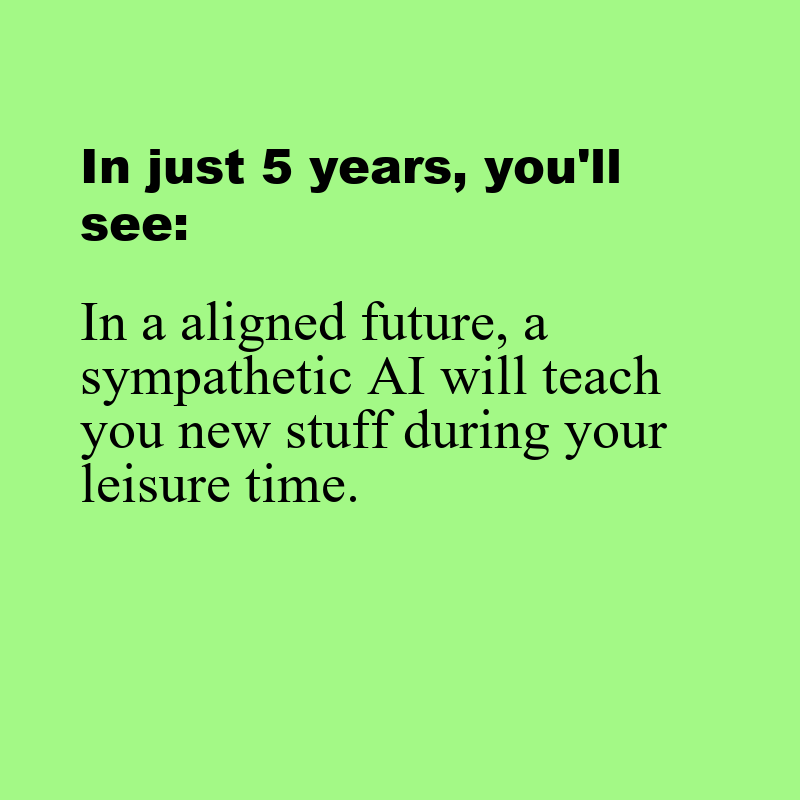 In just 5 years, you'll
see:
In a aligned future, a
sympathetic AI will teach
you new stuff during your
leisure time.